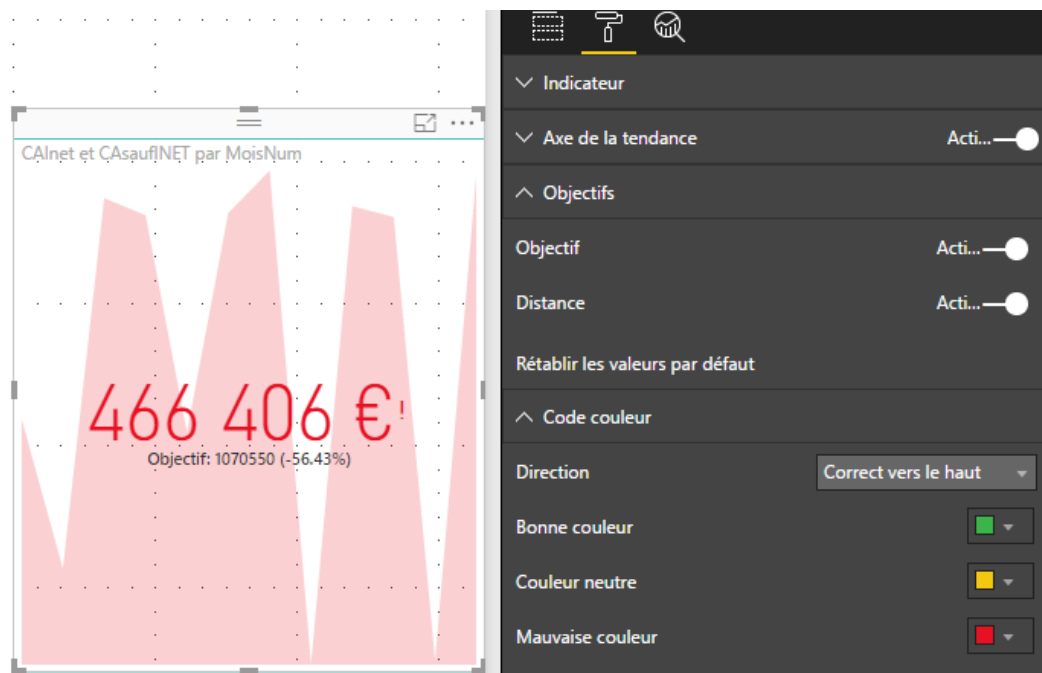 CAInet et CAsaufINET par MoisNum
466 406 € !
Objectif: 1070550 (-56.43%)
Indicateur
Axe de la tendance Acti...
Objectifs
Objectif Acti...
Distance Acti...
Rétablir les valeurs par défaut
Code couleur
Direction Correct vers le haut
Bonne couleur
Couleur neutre
Mauvaise couleur